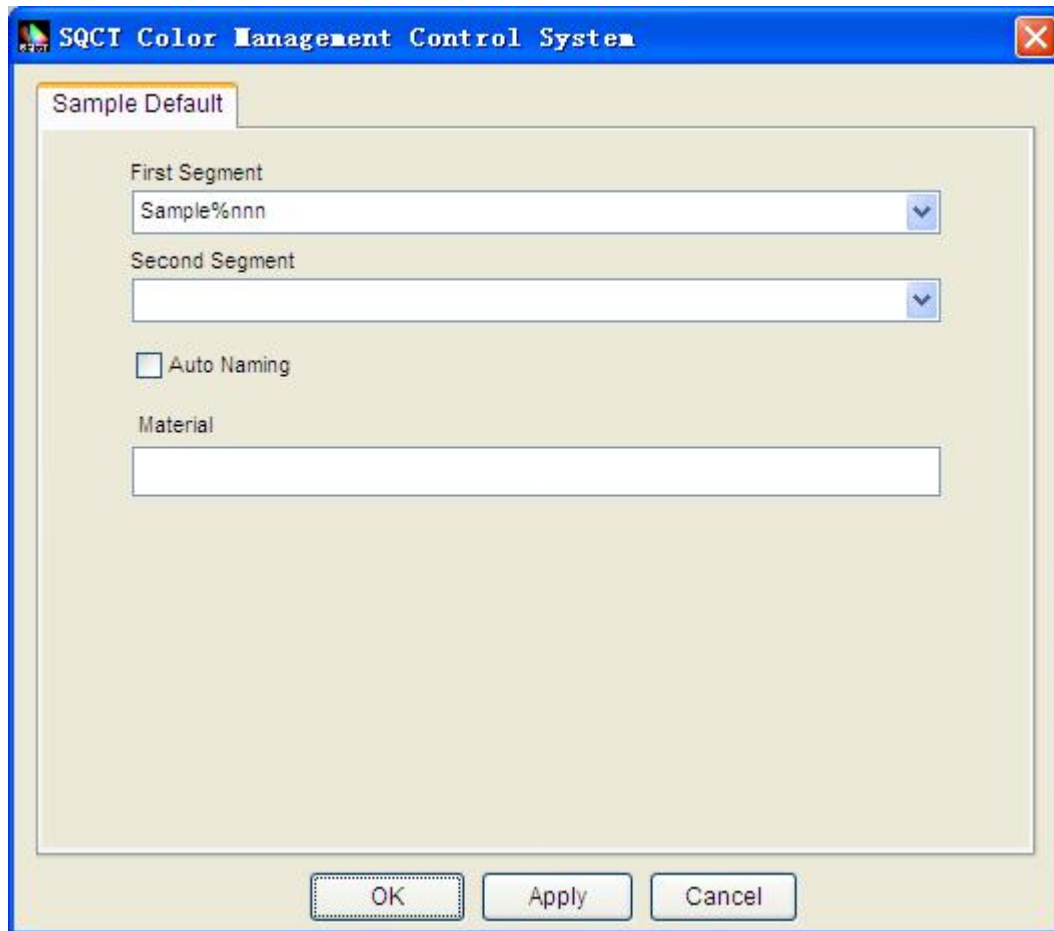 SQCT Color Management Control System
Sample Default
First Segment
Sample%nnn
Second Segment
Auto Naming
Material
OK Apply Cancel